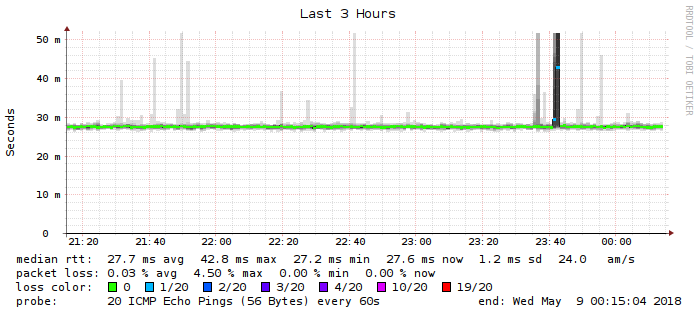 Last 3 Hours
RRDTOOL / TOBI OETIKER
Seconds
50 m
40 m
30 m
20 m
10 m
0
21:20 21:40 22:00 22:20 22:40 23:00 23:20 23:40 00:00
median rtt: 27.7 ms avg 42.8 ms max 27.2 ms min 27.6 ms now 1.2 ms sd 24.0 am/s
packet loss: 0.03 % avg 4.50 % max 0.00 % min 0.00 % now
loss color: 0 1/20 2/20 3/20 4/20 10/20 19/20
probe: 20 ICMP Echo Pings (56 Bytes) every 60s end: Wed May 9 00:15:04 2018